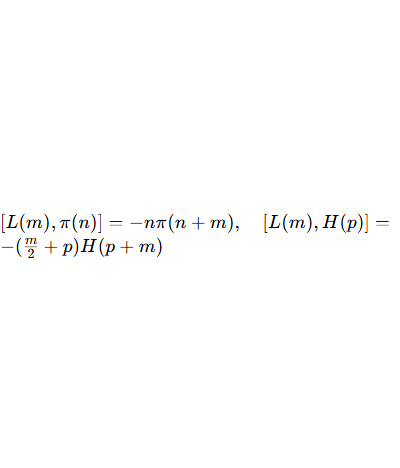 [L(m), π(n)] = −nπ(n + m), [L(m), H(p)] =
−(m/2 + p)H(p + m)